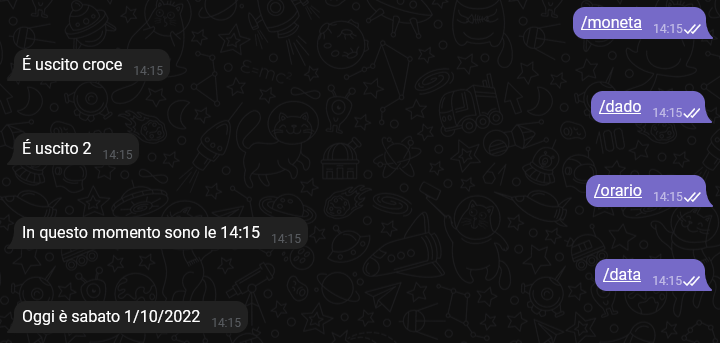 /moneta 14:15
É uscito croce 14:15
/dado 14:15
É uscito 2 14:15
/orario 14:15
In questo momento sono le 14:15 14:15
/data 14:15
Oggi è sabato 1/10/2022 14:15